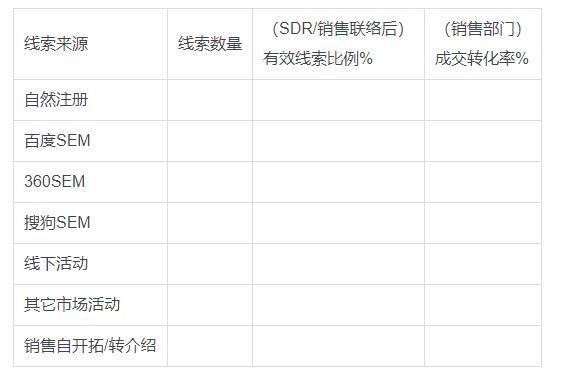 线索来源
线索数量
（SDR/销售联络后）
有效线索比例%
（销售部门）
成交转化率%
自然注册
百度SEM
360SEM
搜狗SEM
线下活动
其它市场活动
销售自开拓/转介绍